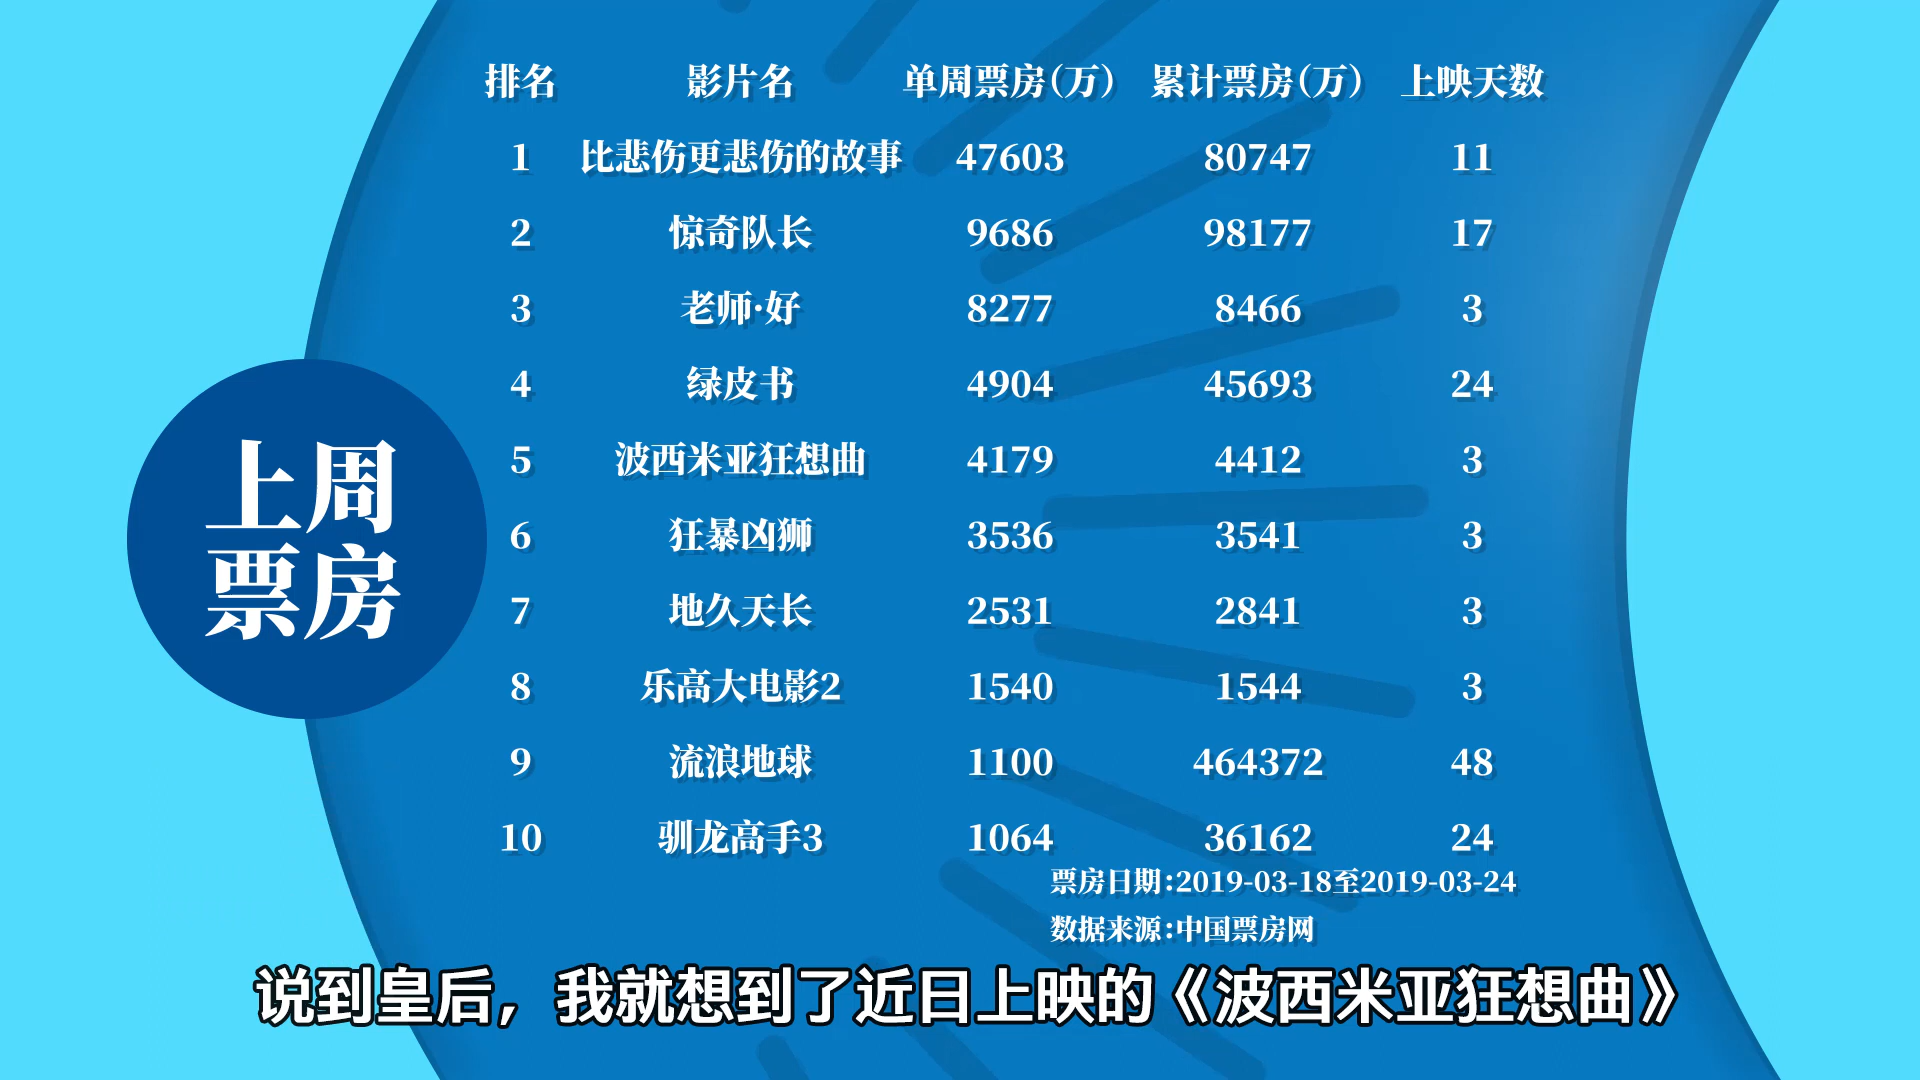 排名 影片名 单周票房(万) 累计票房(万) 上映天数
1 比悲伤更悲伤的故事 47603 80747 11
2 惊奇队长 9686 98177 17
3 老师·好 8277 8466 3
4 绿皮书 4904 45693 24
5 波西米亚狂想曲 4179 4412 3
6 狂暴凶狮 3536 3541 3
7 地久天长 2531 2841 3
8 乐高大电影2 1540 1544 3
9 流浪地球 1100 464372 48
10 驯龙高手3 1064 36162 24
上周
票房
票房日期:2019-03-18至2019-03-24
数据来源:中国票房网
说到皇后，我就想到了近日上映的《波西米亚狂想曲》